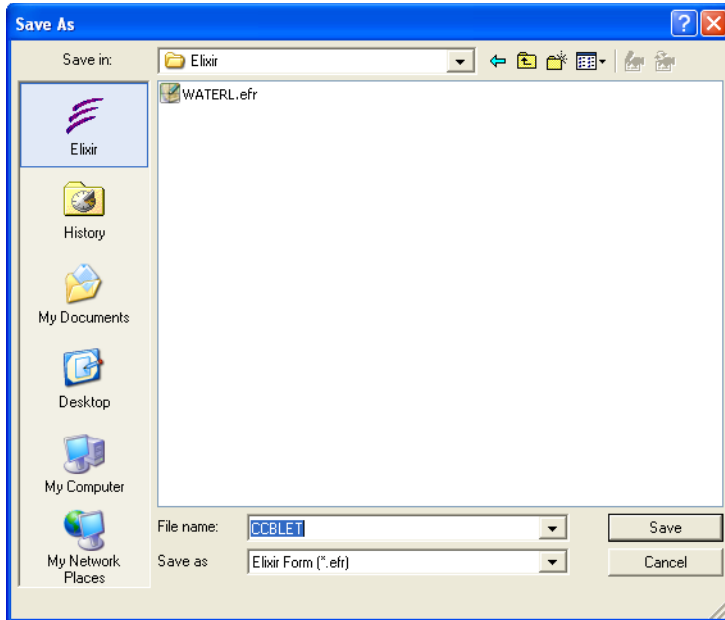 Save As
Save in:
Elixir
WATERL.efr
Elixir
History
My Documents
Desktop
My Computer
My Network
Places
File name:
CCBLET
Save
Save as
Elixir Form (*.efr)
Cancel